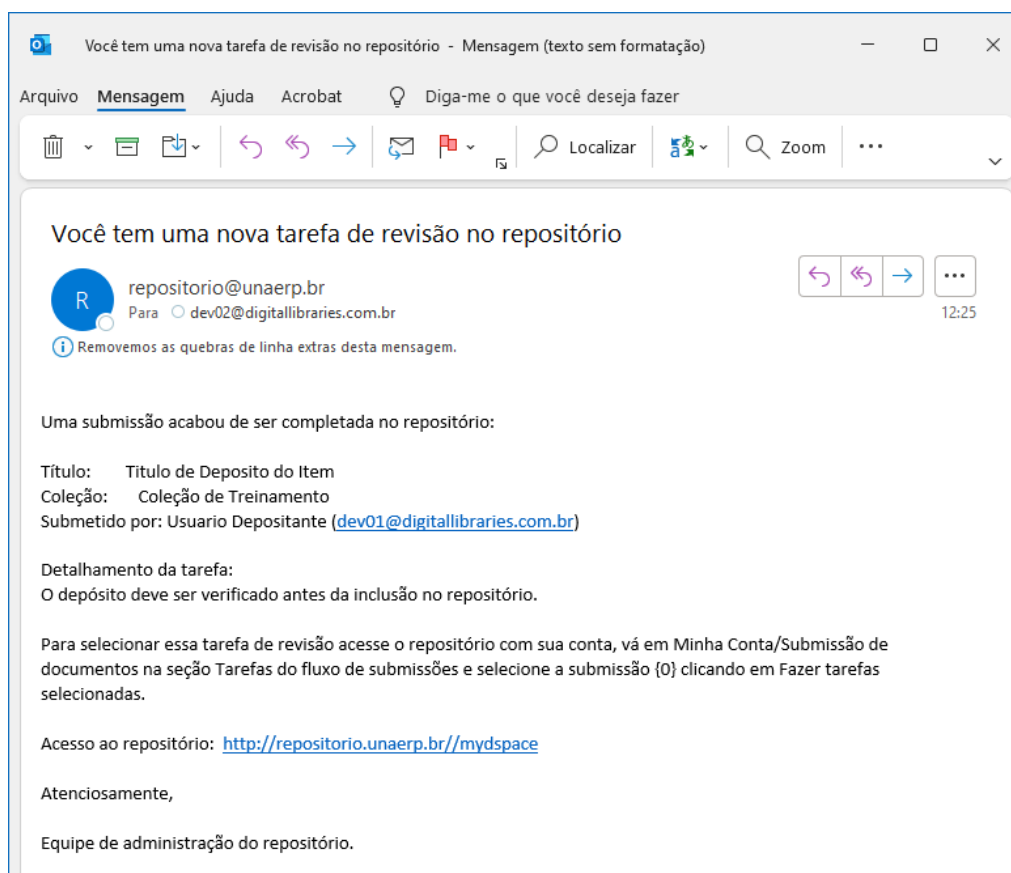 Você tem uma nova tarefa de revisão no repositório - Mensagem (texto sem formatação)
Arquivo Mensagem Ajuda Acrobat Diga-me o que você deseja fazer
Localizar Zoom
Você tem uma nova tarefa de revisão no repositório
R
repositorio@unaerp.br
Para dev02@digitallibraries.com.br
12:25
Removemos as quebras de linha extras desta mensagem.
Uma submissão acabou de ser completada no repositório:
Título: Titulo de Deposito do Item
Coleção: Coleção de Treinamento
Submetido por: Usuario Depositante (dev01@digitallibraries.com.br)
Detalhamento da tarefa:
O depósito deve ser verificado antes da inclusão no repositório.
Para selecionar essa tarefa de revisão acesse o repositório com sua conta, vá em Minha Conta/Submissão de
documentos na seção Tarefas do fluxo de submissões e selecione a submissão {0} clicando em Fazer tarefas
selecionadas.
Acesso ao repositório: http://repositorio.unaerp.br//mydspace
Atenciosamente,
Equipe de administração do repositório.